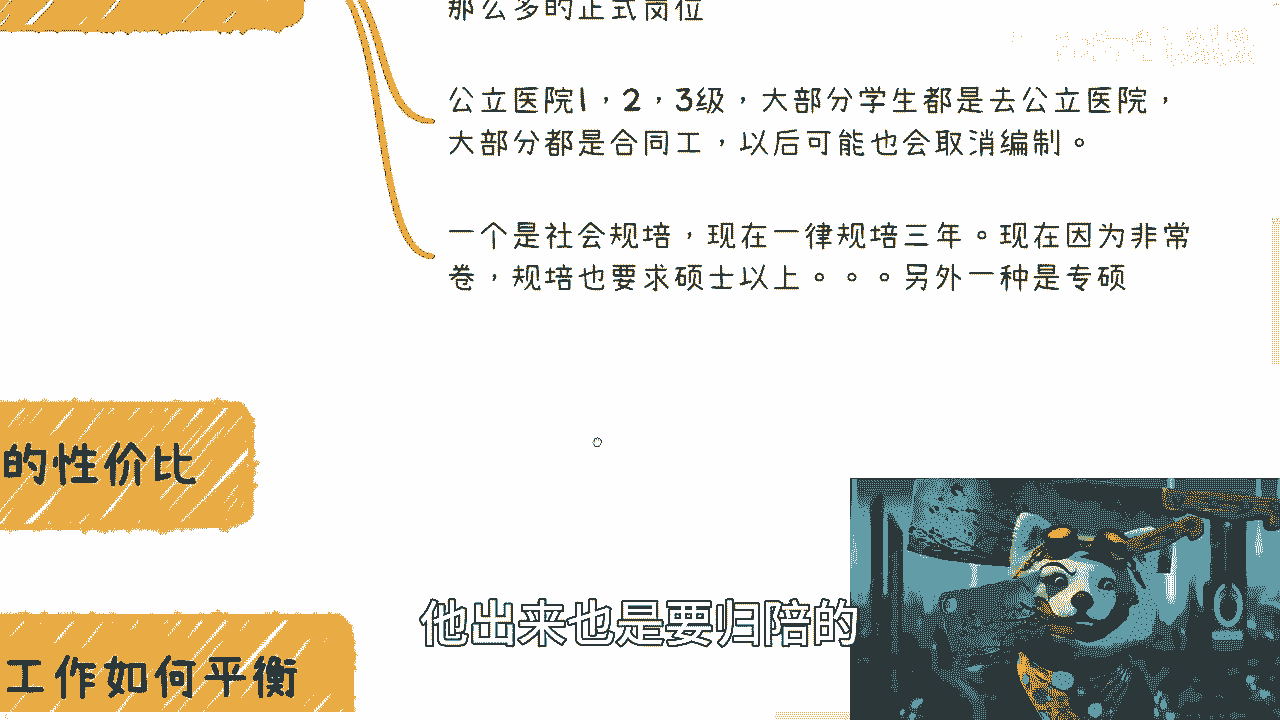 那么多的正式岗位
公立医院1，2，3级，大部分学生都是去公立医院，
大部分都是合同工，以后可能也会取消编制。
一个是社会规培，现在一律规培三年。现在因为非常
卷，规培也要求硕士以上。。。另外一种是专硕
的性价比
他出来也是要归陪的
工作如何平衡